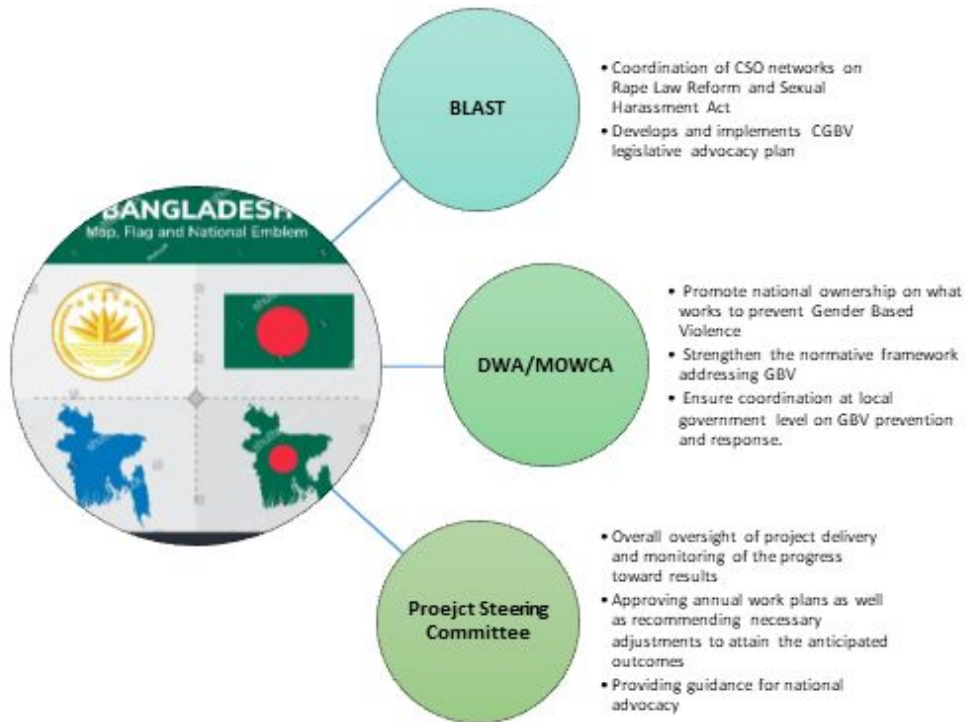 BLAST
• Coordination of CSO networks on
Rape Law Reform and Sexual
Harassment Act
• Develops and implements CGBV
legislative advocacy plan
BANGLADESH
Map, Flag and National Emblem
DWA/MOWCA
• Promote national ownership on what
works to prevent Gender Based
Violence
• Strengthen the normative framework
addressing GBV
• Ensure coordination at local
government level on GBV prevention
and response.
Proejct Steering
Committee
• Overall oversight of project delivery
and monitoring of the progress
toward results
• Approving annual work plans as well
as recommending necessary
adjustments to attain the anticipated
outcomes
• Providing guidance for national
advocacy